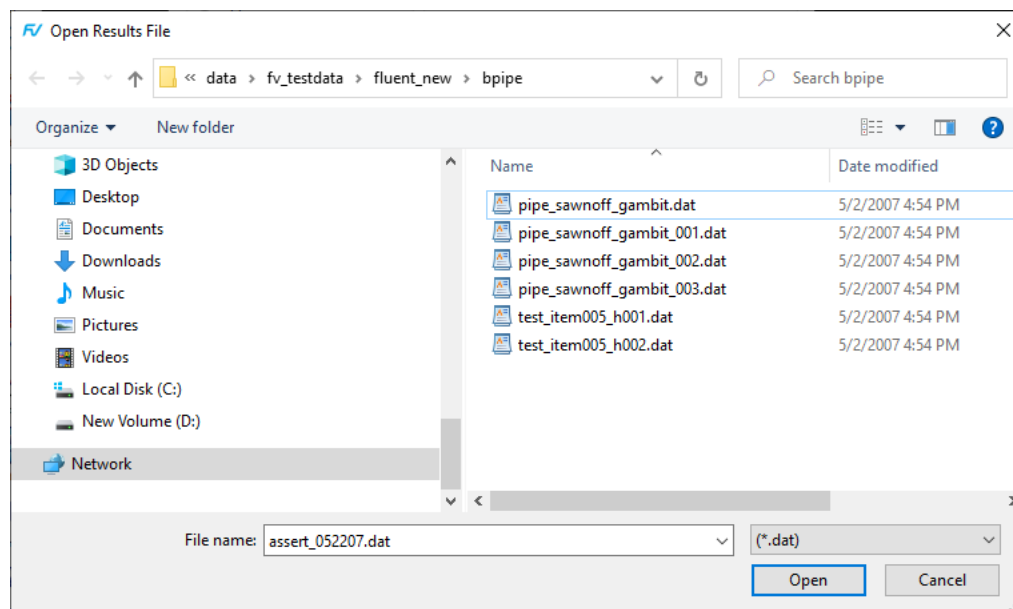 FV Open Results File
« data › fv_testdata › fluent_new › bpipe
Search bpipe
Organize
New folder
?
3D Objects
Desktop
Documents
Downloads
Music
Pictures
Videos
Local Disk (C:)
New Volume (D:)
Network
Name Date modified
pipe_sawnoff_gambit.dat 5/2/2007 4:54 PM
pipe_sawnoff_gambit_001.dat 5/2/2007 4:54 PM
pipe_sawnoff_gambit_002.dat 5/2/2007 4:54 PM
pipe_sawnoff_gambit_003.dat 5/2/2007 4:54 PM
test_item005_h001.dat 5/2/2007 4:54 PM
test_item005_h002.dat 5/2/2007 4:54 PM
File name: assert_052207.dat (*.dat)
Open Cancel